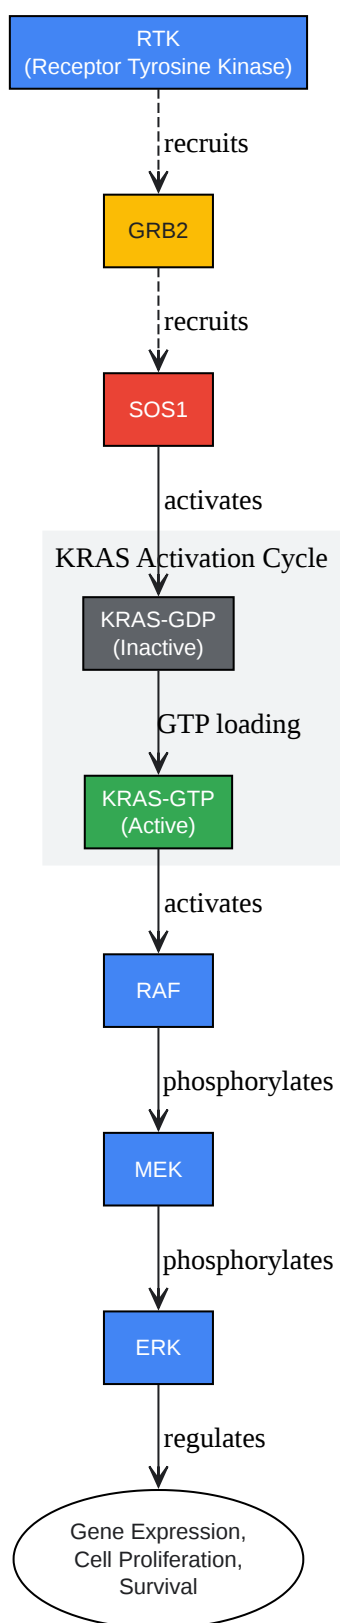 RTK
(Receptor Tyrosine Kinase)
recruits
GRB2
recruits
SOS1
activates
KRAS Activation Cycle
KRAS-GDP
(Inactive)
GTP loading
KRAS-GTP
(Active)
activates
RAF
phosphorylates
MEK
phosphorylates
ERK
regulates
Gene Expression,
Cell Proliferation,
Survival